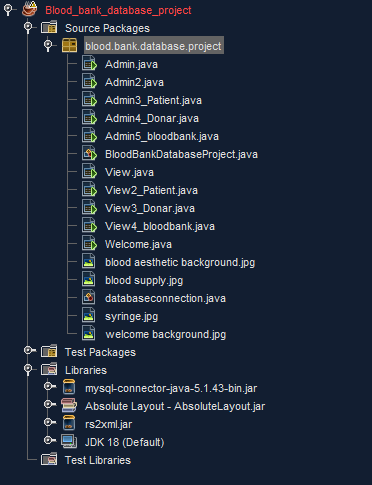 Blood_bank_database_project
Source Packages
blood.bank.database.project
Admin.java
Admin2.java
Admin3_Patient.java
Admin4_Donar.java
Admin5_bloodbank.java
BloodBankDatabaseProject.java
View.java
View2_Patient.java
View3_Donar.java
View4_bloodbank.java
Welcome.java
blood aesthetic background.jpg
blood supply.jpg
databaseconnection.java
syringe.jpg
welcome background.jpg
Test Packages
Libraries
mysql-connector-java-5.1.43-bin.jar
Absolute Layout - AbsoluteLayout.jar
rs2xml.jar
JDK 18 (Default)
Test Libraries